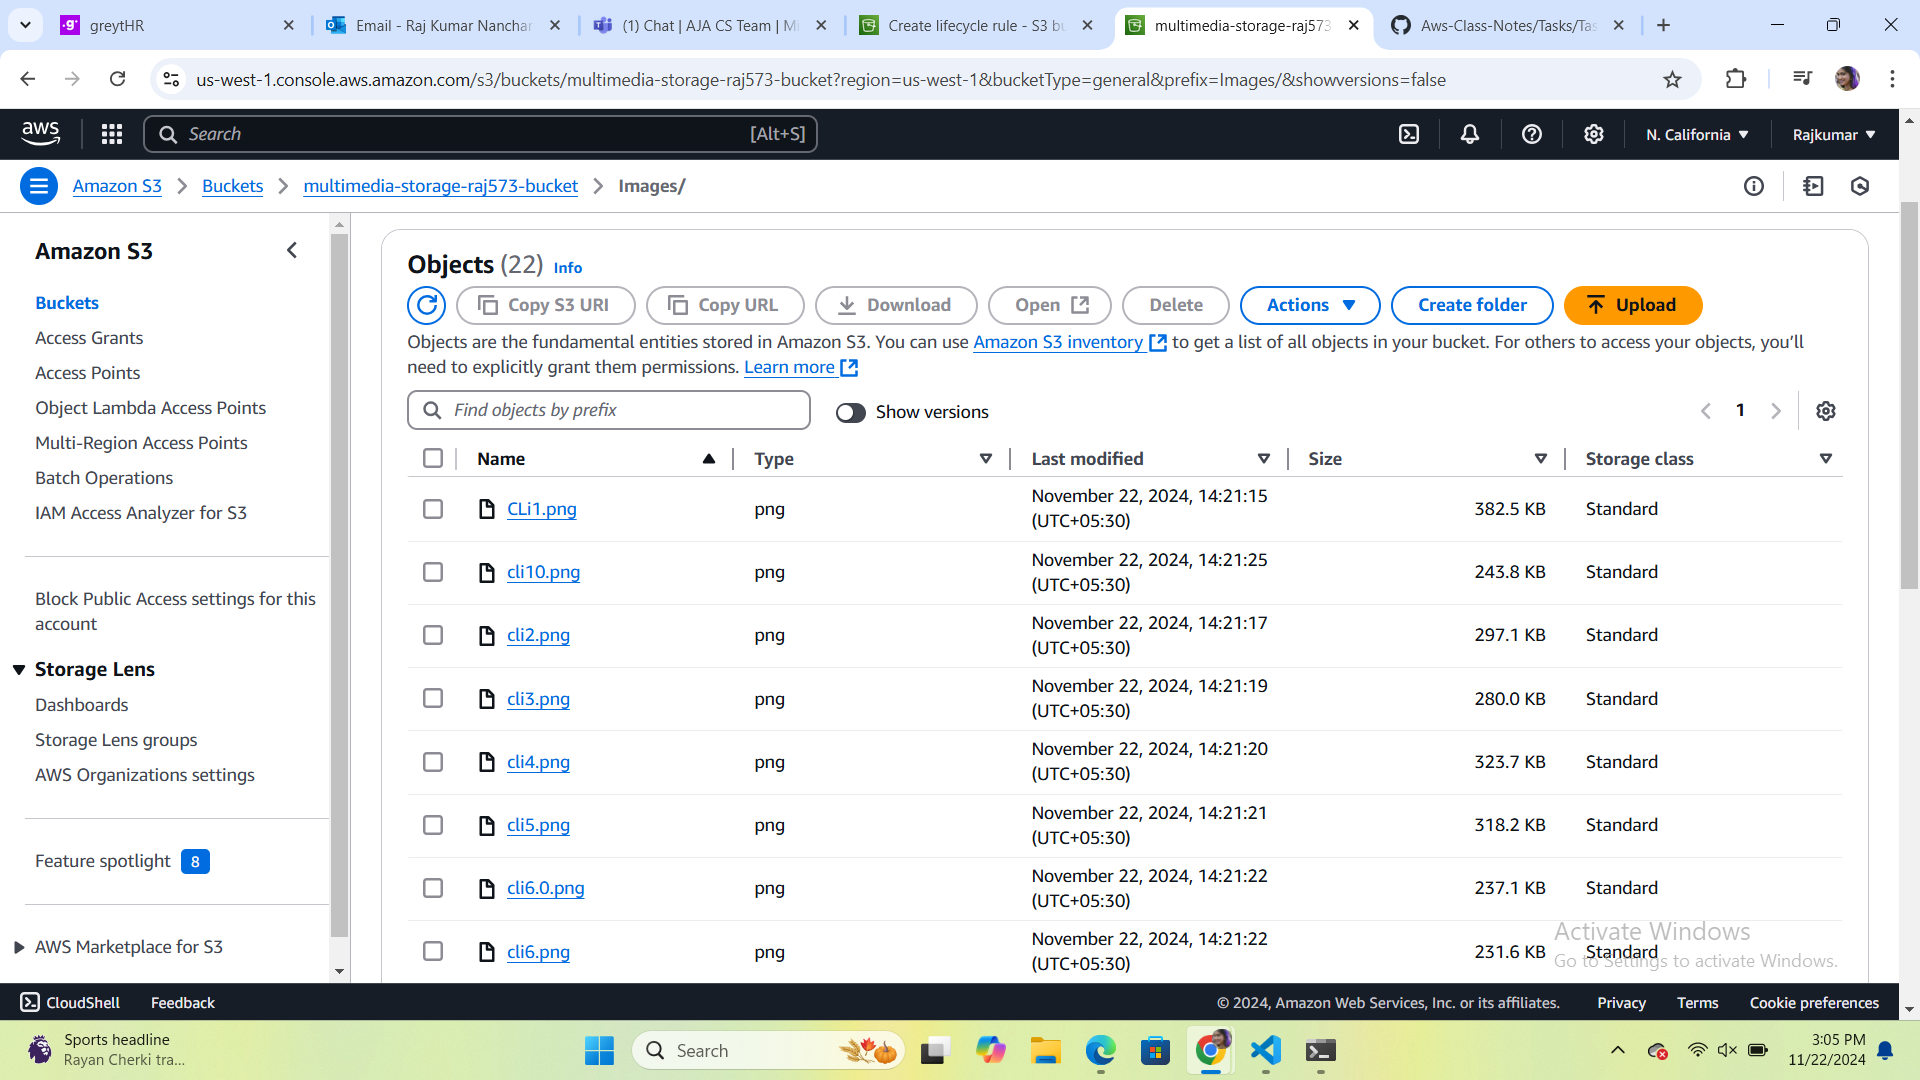 greytHR
Email - Raj Kumar Nanchar
(1) Chat | AJA CS Team | Mi
Create lifecycle rule - S3 bu
multimedia-storage-raj573
Aws-Class-Notes/Tasks/Tas
us-west-1.console.aws.amazon.com/s3/buckets/multimedia-storage-raj573-bucket?region=us-west-1&bucketType=general&prefix=Images/&showversions=false
aws
Search
[Alt+S]
N. California
Rajkumar
Amazon S3
Buckets
multimedia-storage-raj573-bucket
Images/
Amazon S3
Buckets
Access Grants
Access Points
Object Lambda Access Points
Multi-Region Access Points
Batch Operations
IAM Access Analyzer for S3
Block Public Access settings for this
account
Storage Lens
Dashboards
Storage Lens groups
AWS Organizations settings
Feature spotlight 8
AWS Marketplace for S3
Objects (22) Info
Copy S3 URI
Copy URL
Download
Open
Delete
Actions
Create folder
Upload
Objects are the fundamental entities stored in Amazon S3. You can use Amazon S3 inventory to get a list of all objects in your bucket. For others to access your objects, you'll
need to explicitly grant them permissions. Learn more
Find objects by prefix
Show versions
1
Name Type Last modified Size Storage class
CLi1.png png November 22, 2024, 14:21:15 (UTC+05:30) 382.5 KB Standard
cli10.png png November 22, 2024, 14:21:25 (UTC+05:30) 243.8 KB Standard
cli2.png png November 22, 2024, 14:21:17 (UTC+05:30) 297.1 KB Standard
cli3.png png November 22, 2024, 14:21:19 (UTC+05:30) 280.0 KB Standard
cli4.png png November 22, 2024, 14:21:20 (UTC+05:30) 323.7 KB Standard
cli5.png png November 22, 2024, 14:21:21 (UTC+05:30) 318.2 KB Standard
cli6.0.png png November 22, 2024, 14:21:22 (UTC+05:30) 237.1 KB Standard
cli6.png png November 22, 2024, 14:21:22 (UTC+05:30) 231.6 KB Standard
Activate Windows
Go to Settings to activate Windows.
CloudShell
Feedback
© 2024, Amazon Web Services, Inc. or its affiliates.
Privacy
Terms
Cookie preferences
Sports headline
Rayan Cherki tra...
Search
3:05 PM
11/22/2024